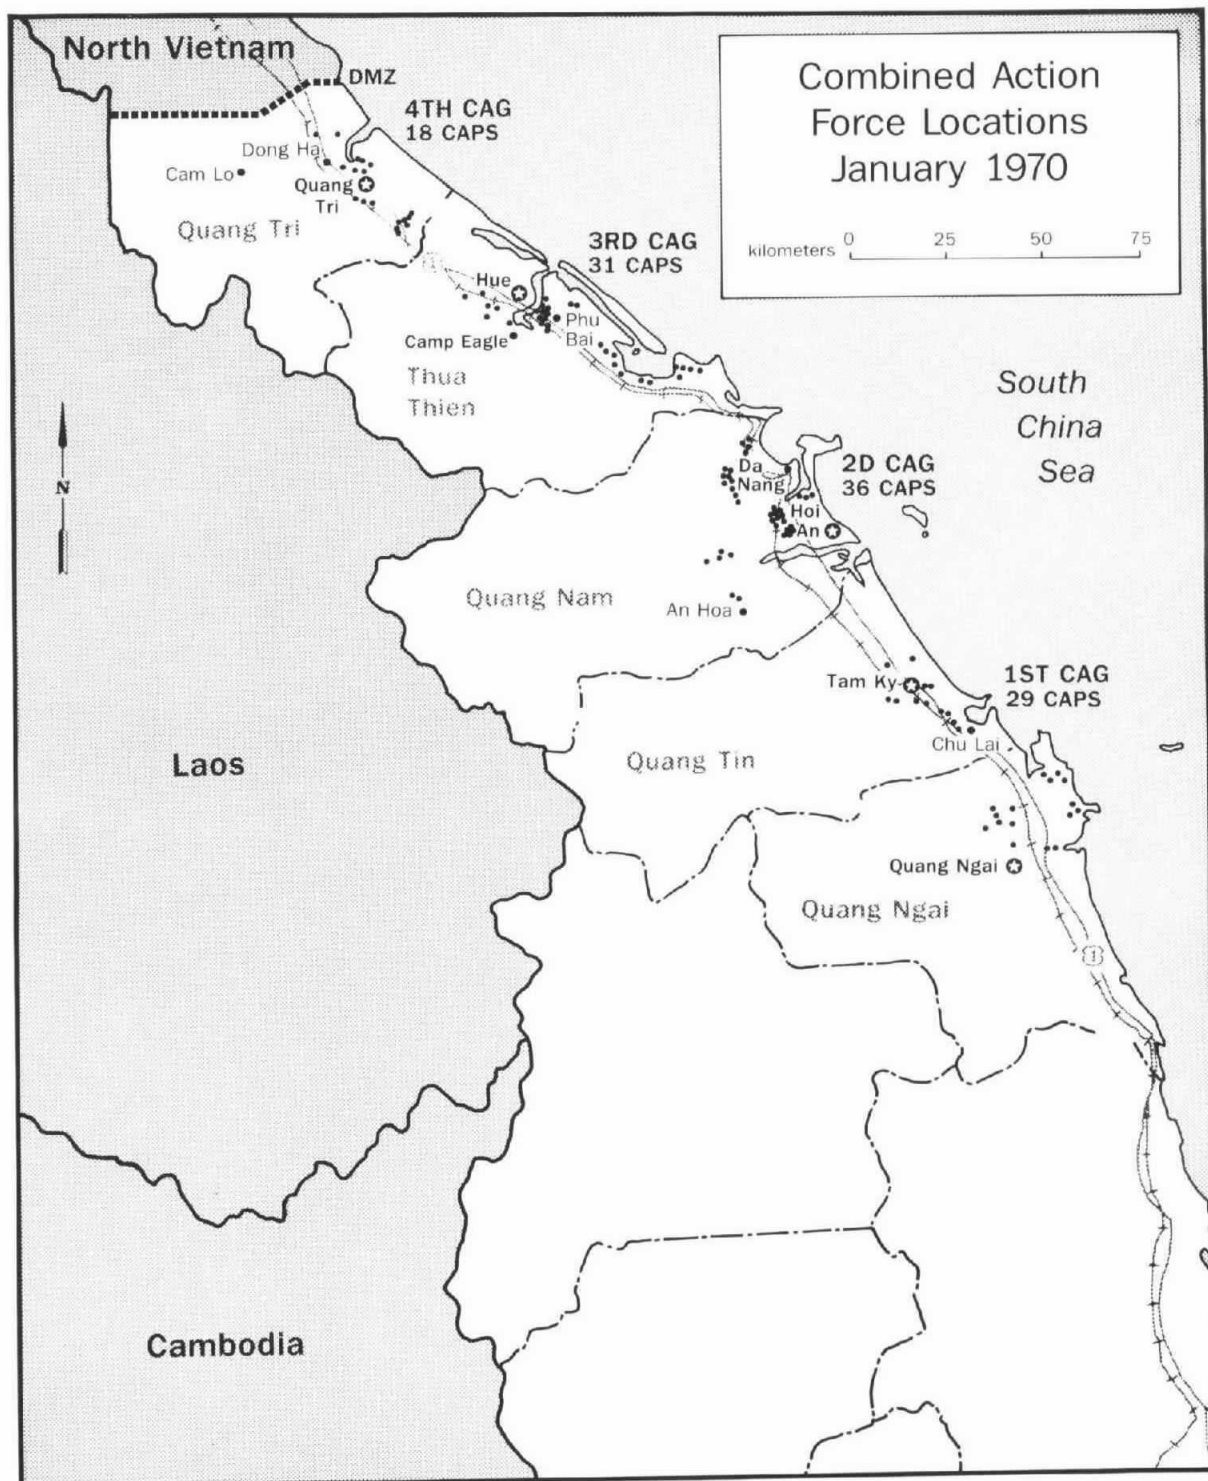 Combined Action
Force Locations
January 1970
kilometers 0 25 50 75
North Vietnam
DMZ
4TH CAG
18 CAPS
Dong Ha
Cam Lo
Quang
Tri
Quang Tri
3RD CAG
31 CAPS
1
Hue
Phu
Bai
Camp Eagle
Thua
Thien
South
China
Sea
N
Da
Nang
2D CAG
36 CAPS
Hoi
An
Quang Nam
An Hoa
Tam Ky
1ST CAG
29 CAPS
Chu Lai
Laos
Quang Tin
Quang Ngai
Quang Ngai
1
Cambodia